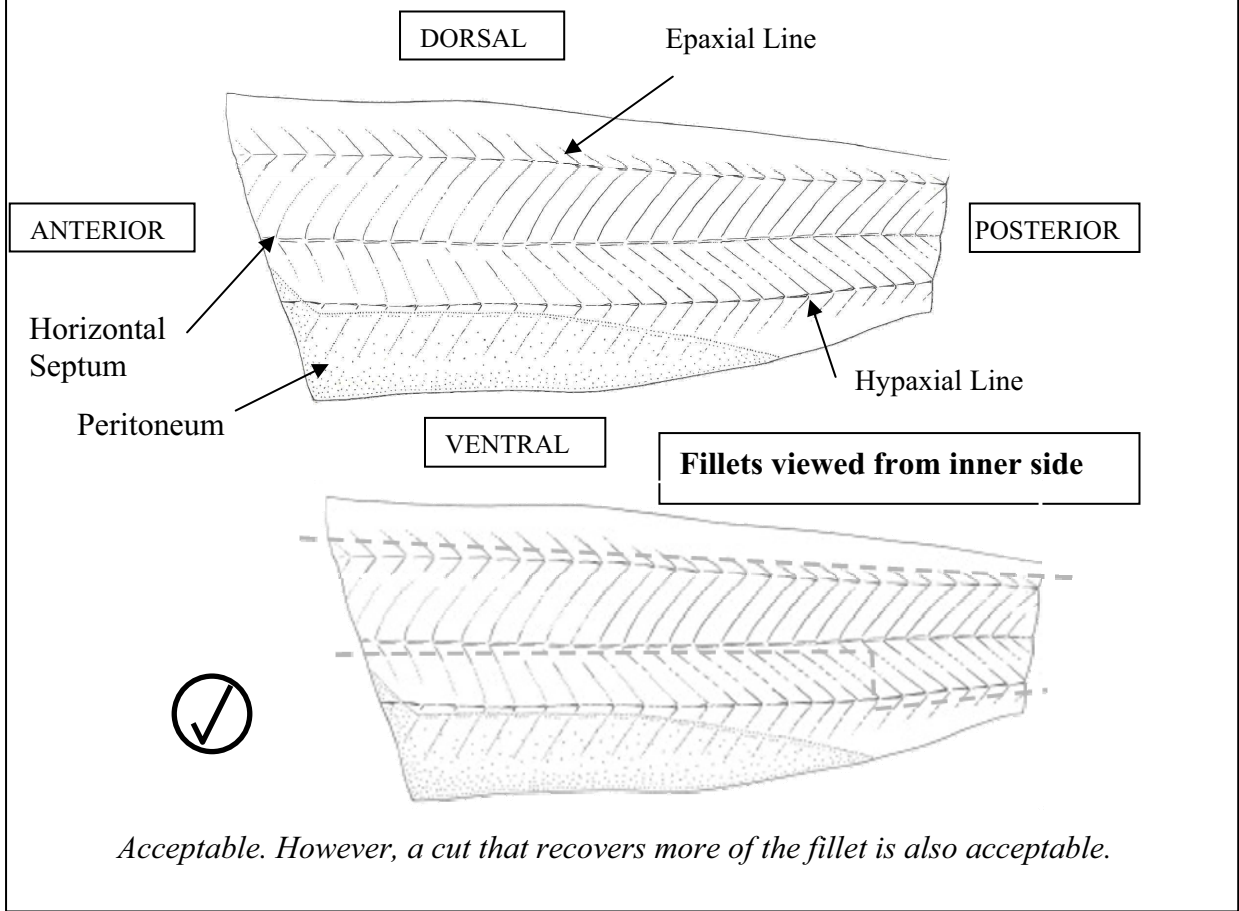 DORSAL
Epaxial Line
ANTERIOR
POSTERIOR
Horizontal
Septum
Hypaxial Line
Peritoneum
VENTRAL
Fillets viewed from inner side
Acceptable. However, a cut that recovers more of the fillet is also acceptable.